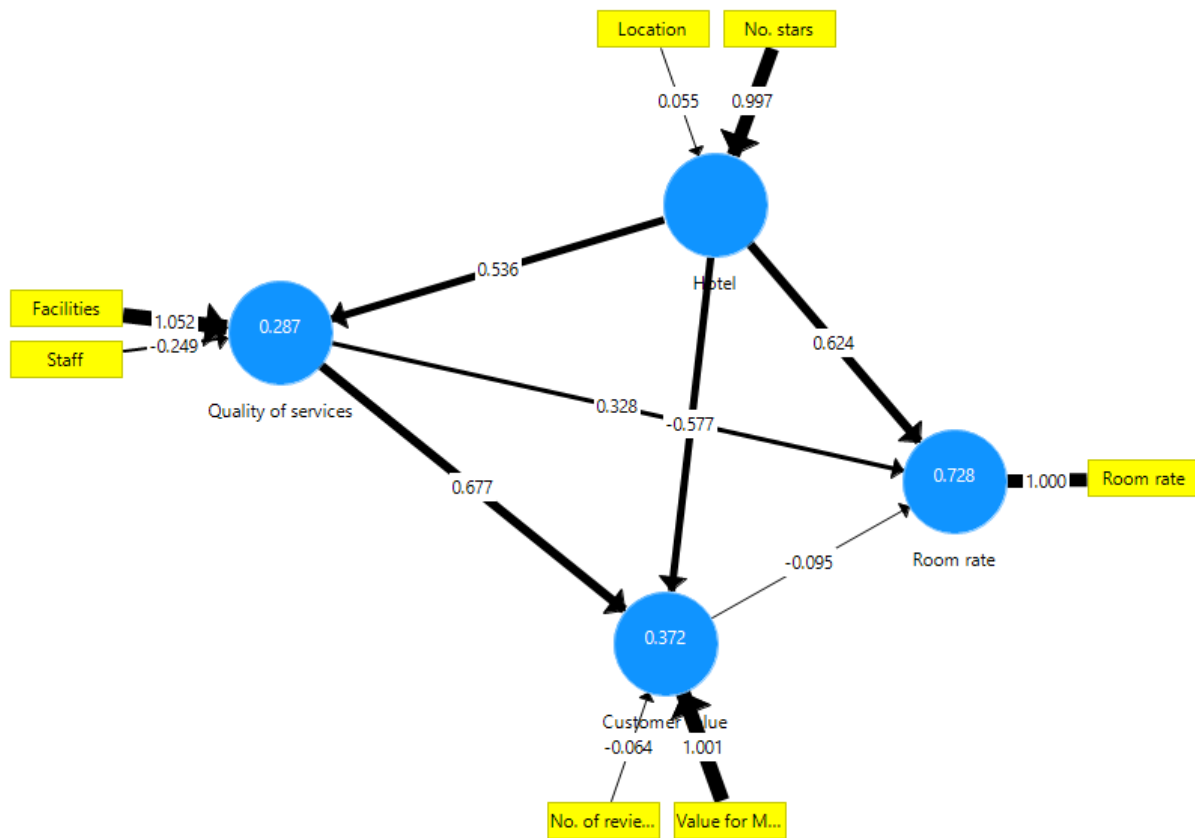 Location
No. stars
0.055
0.997
Hotel
0.536
Facilities
1.052
-0.249
Staff
0.287
Quality of services
0.624
0.328
-0.577
0.677
0.728
1.000
Room rate
Room rate
-0.095
0.372
Customer value
-0.064
1.001
No. of revie...
Value for M...